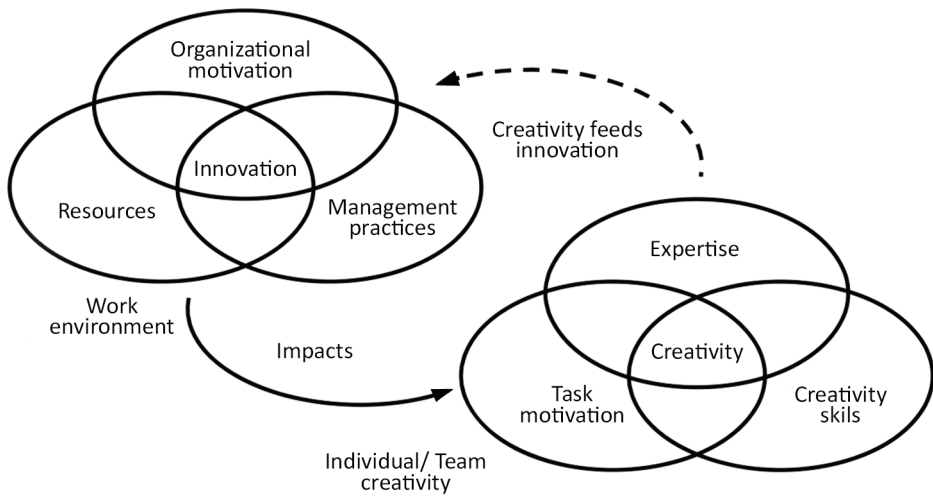 Organizational
motivation
Innovation
Resources
Management
practices
Work
environment
Impacts
Creativity feeds
innovation
Expertise
Creativity
Task
motivation
Creativity
skils
Individual/ Team
creativity